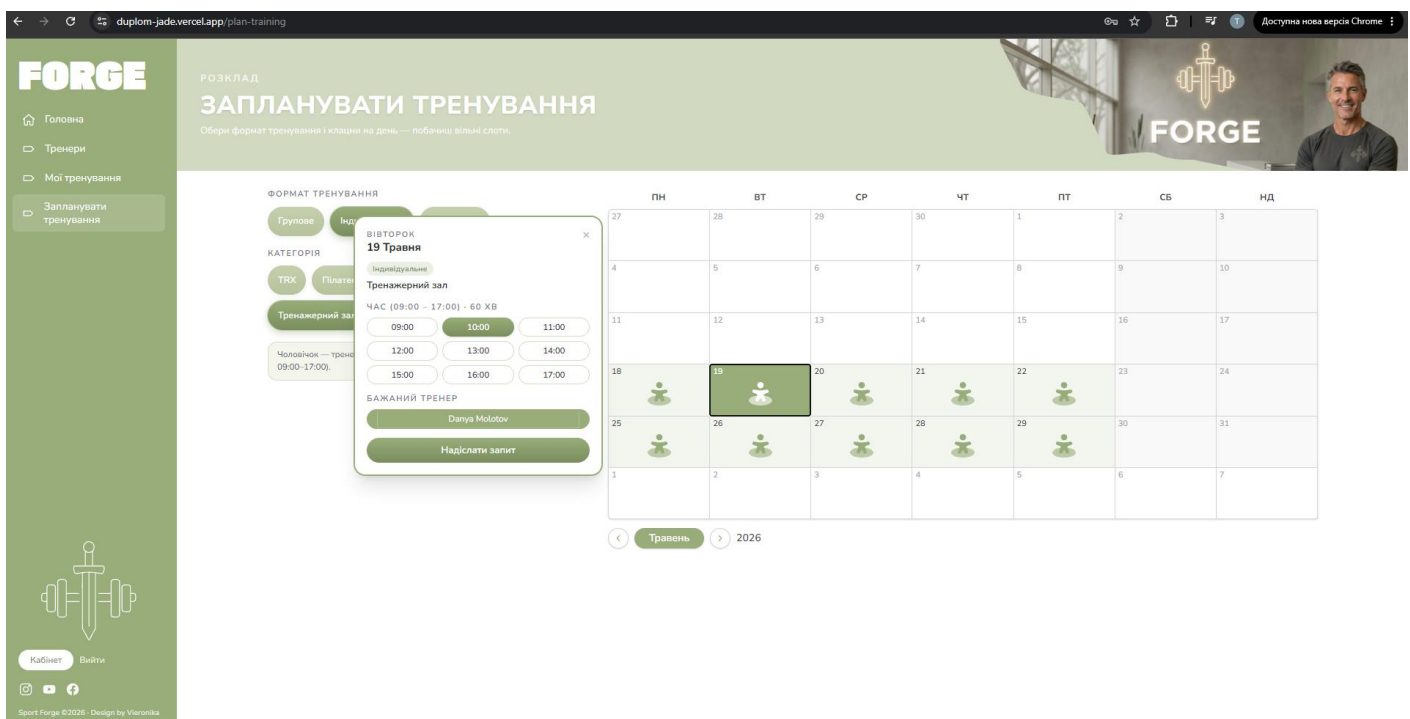 duplom-jade.vercel.app/plan-training
Доступна нова версія Chrome
T
FORGE
Головна
Тренери
Мої тренування
Запланувати
тренування
Кабінет
Вийти
Sport Forge ©2026 · Design by Vieronika
РОЗКЛАД
ЗАПЛАНУВАТИ ТРЕНУВАННЯ
Обери формат тренування і клацни на день — побачиш вільні слоти.
FORGE
ФОРМАТ ТРЕНУВАННЯ
Групове
КАТЕГОРІЯ
TRX
Тренажерний зал
Чоловічок —
09:00–17:00).
ВІВТОРОК
×
19 Травня
Індивідуальне
Тренажерний зал
ЧАС (09:00 – 17:00) · 60 ХВ
09:00 10:00 11:00
12:00 13:00 14:00
15:00 16:00 17:00
БАЖАНИЙ ТРЕНЕР
Danya Molotov
Надіслати запит
ПН ВТ СР ЧТ ПТ СБ НД
27 28 29 30 1 2 3
4 5 6 7 8 9 10
11 12 13 14 15 16 17
18 19 20 21 22 23 24
25 26 27 28 29 30 31
1 2 3 4 5 6 7
Травень
2026